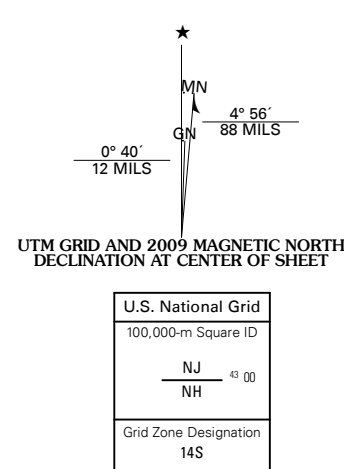 ★
MN
4° 56´
88 MILS
GN
0° 40´
12 MILS
UTM GRID AND 2009 MAGNETIC NORTH
DECLINATION AT CENTER OF SHEET
U.S. National Grid
100,000-m Square ID
NJ
43 00
NH
Grid Zone Designation
14S